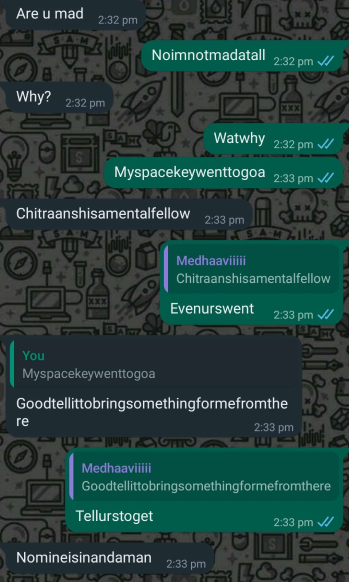 Are u mad 2:32 pm
Noimnotmadatall 2:32 pm
Why? 2:32 pm
Watwhy 2:32 pm
Myspacekeywenttogoa 2:33 pm
Chitraanshisamentalfellow 2:33 pm
Medhaaviiiii
Chitraanshisamentalfellow
Evenurswent 2:33 pm
You
Myspacekeywenttogoa
Goodtellittobringsomethingformefromthe
re 2:33 pm
Medhaaviiiii
Goodtellittobringsomethingformefromthere
Tellurstoget 2:33 pm
Nomineisinandaman 2:33 pm